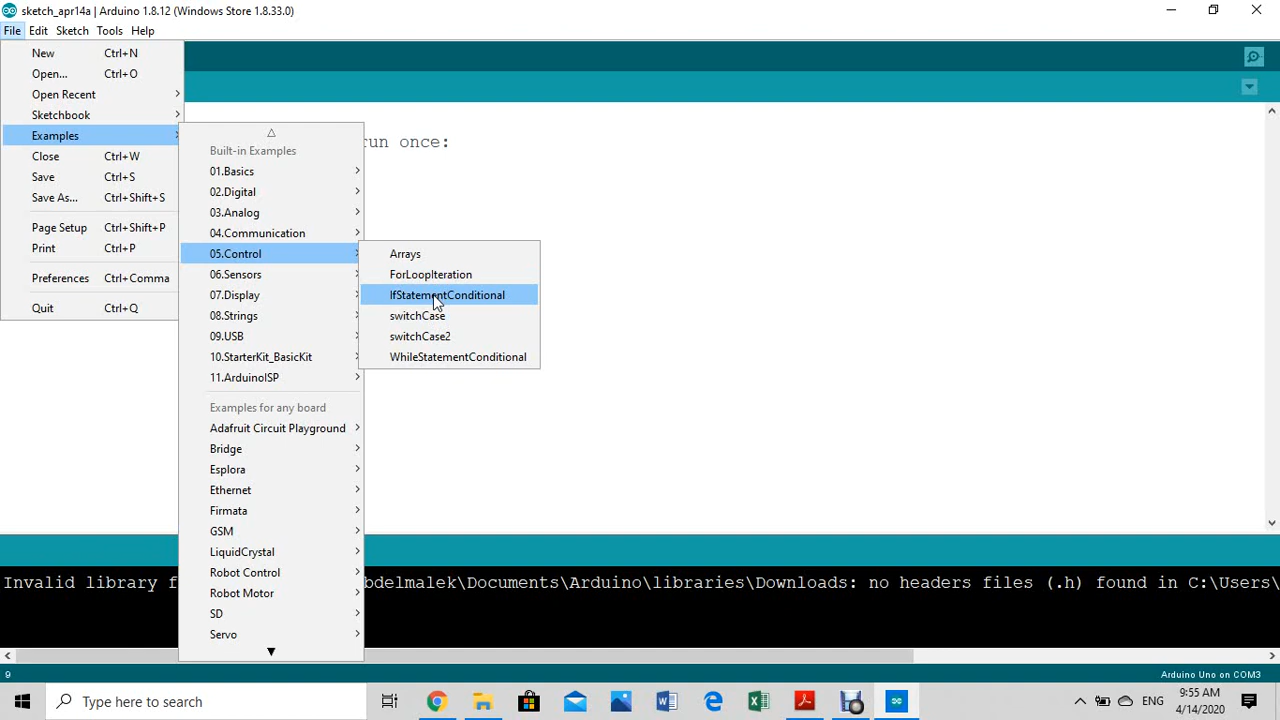 sketch_apr14a | Arduino 1.8.12 (Windows Store 1.8.33.0)
File Edit Sketch Tools Help
New Ctrl+N
Open... Ctrl+O
Open Recent
Sketchbook
Examples
Close Ctrl+W
Save Ctrl+S
Save As... Ctrl+Shift+S
Page Setup Ctrl+Shift+P
Print Ctrl+P
Preferences Ctrl+Comma
Quit Ctrl+Q
Built-in Examples
01.Basics
02.Digital
03.Analog
04.Communication
05.Control
06.Sensors
07.Display
08.Strings
09.USB
10.StarterKit_BasicKit
11.ArduinoISP
Examples for any board
Adafruit Circuit Playground
Bridge
Esplora
Ethernet
Firmata
GSM
LiquidCrystal
Robot Control
Robot Motor
SD
Servo
Arrays
ForLoopIteration
IfStatementConditional
switchCase
switchCase2
WhileStatementConditional
run once:
Invalid library f bdelmalek\Documents\Arduino\libraries\Downloads: no headers files (.h) found in C:\Users\
9 Arduino Uno on COM3
Type here to search
ENG
9:55 AM
4/14/2020